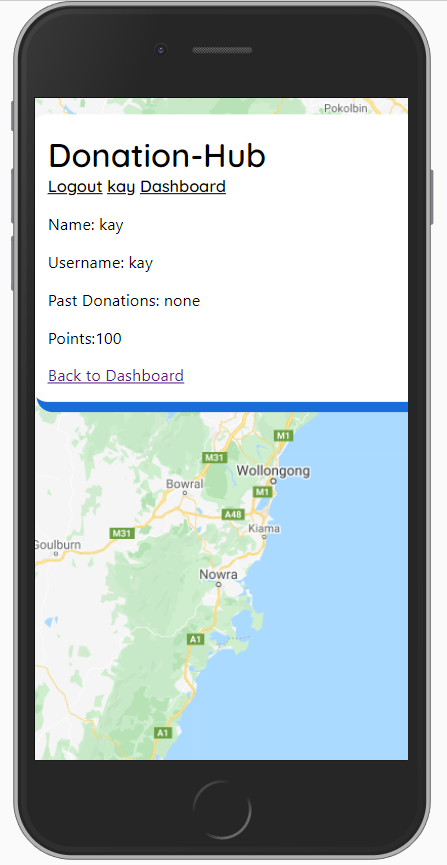 Pokolbin
Donation-Hub
Logout kay Dashboard
Name: kay
Username: kay
Past Donations: none
Points:100
Back to Dashboard
M1
M31
Wollongong
Bowral
M1
A48
Kiama
M31
Goulburn
Nowra
A1
A1